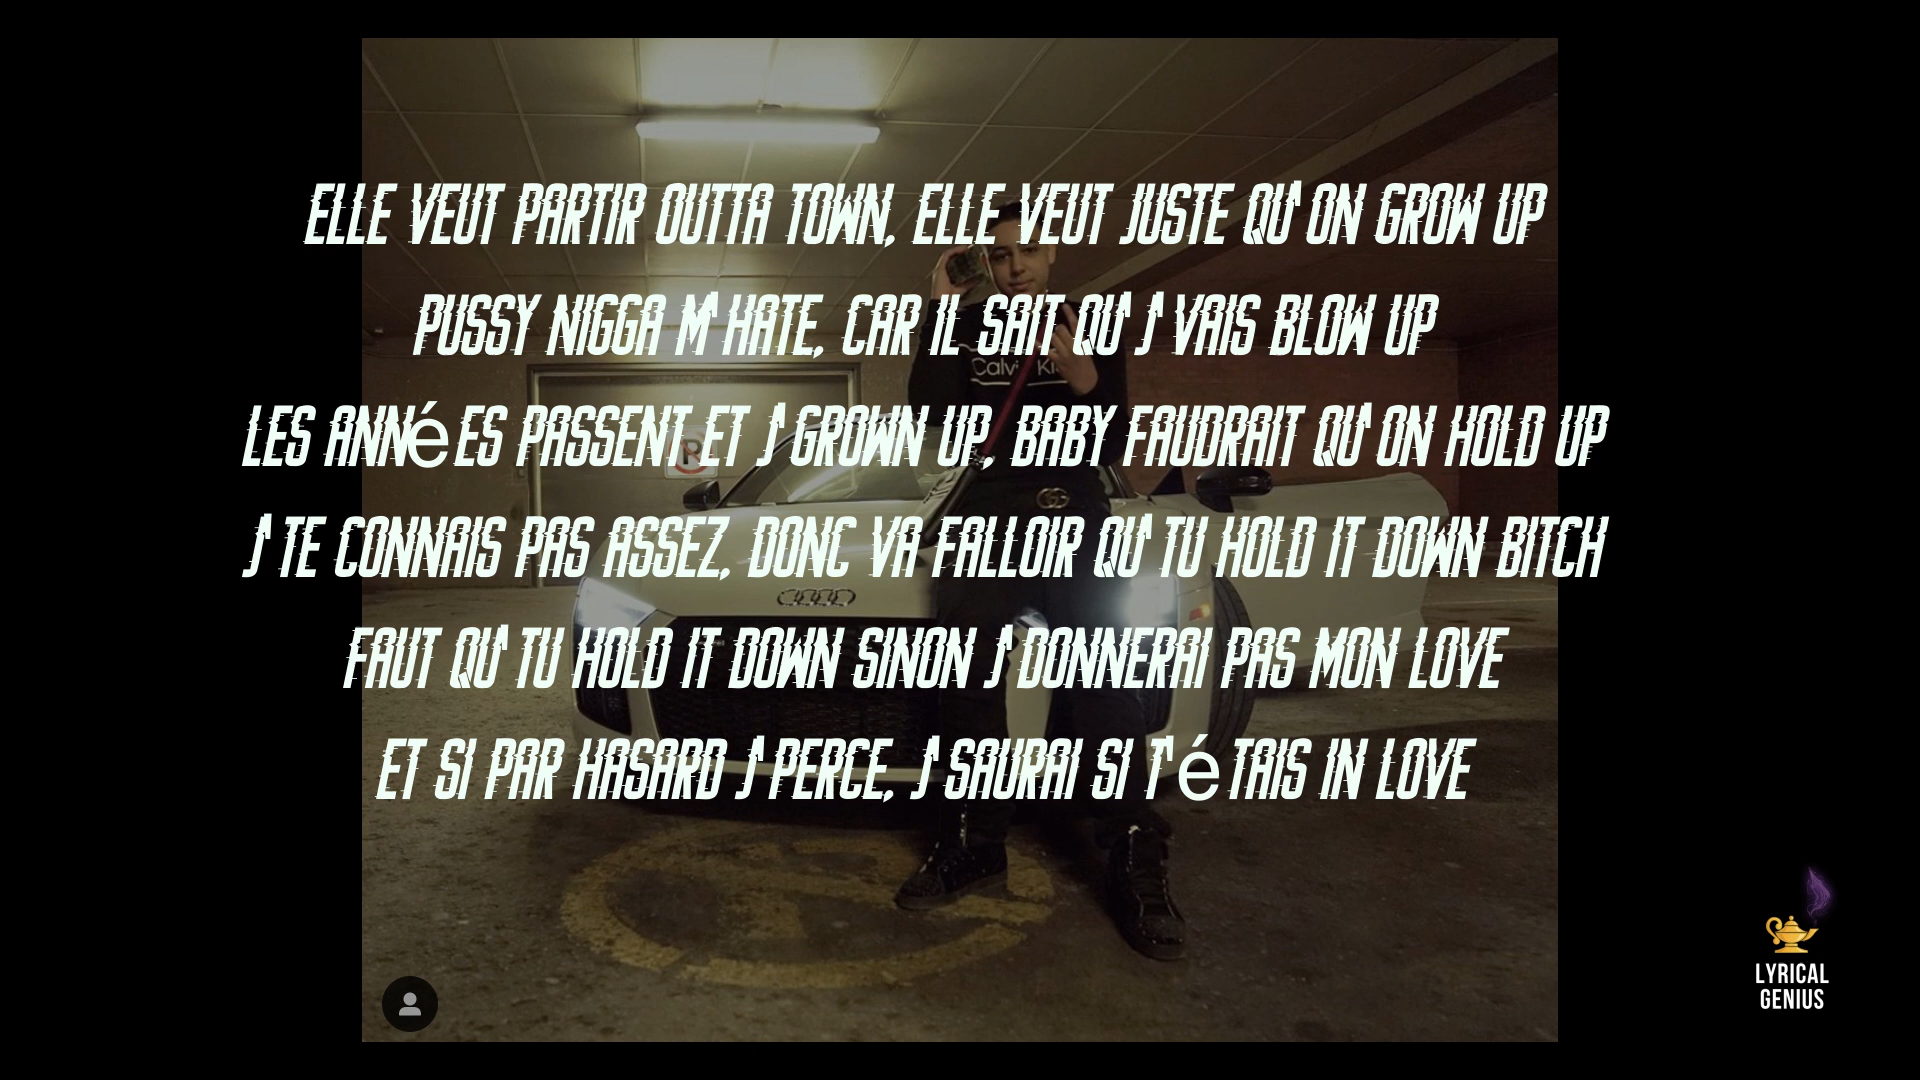 ELLE VEUT PARTIR OUTTA TOWN, ELLE VEUT JUSTE QU'ON GROW UP
PUSSY NIGGA M'HATE, CAR IL SAIT QU'J'VAIS BLOW UP
Calvin Kl
LES ANNéES PASSENT ET J'GROWN UP, BABY FAUDRAIT QU'ON HOLD UP
P
J'TE CONNAIS PAS ASSEZ, DONC VA FALLOIR QU'TU HOLD IT DOWN BITCH
FAUT QU'TU HOLD IT DOWN SINON J'DONNERAI PAS MON LOVE
ET SI PAR HASARD J'PERCE, J'SAURAI SI T'éTAIS IN LOVE
LYRICAL
GENIUS